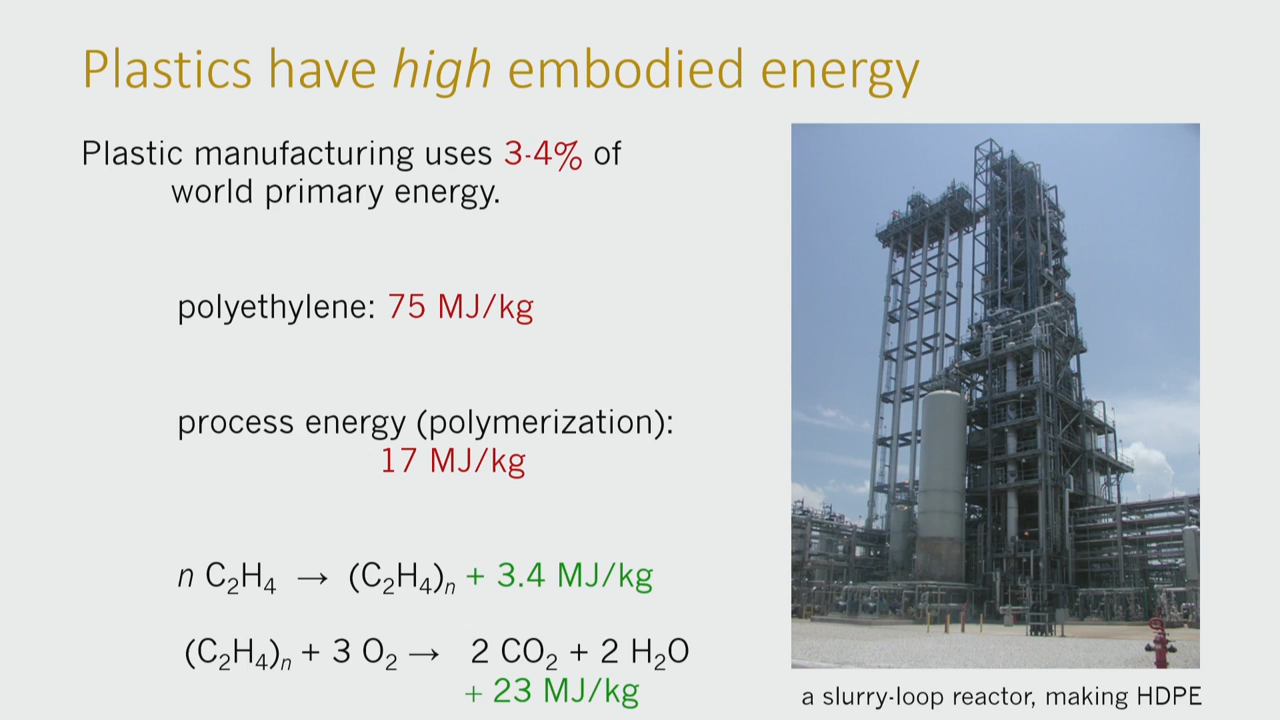 Plastics have high embodied energy
Plastic manufacturing uses 3-4% of
world primary energy.
polyethylene: 75 MJ/kg
process energy (polymerization):
17 MJ/kg
n C₂H₄ → (C₂H₄)ₙ + 3.4 MJ/kg
(C₂H₄)ₙ + 3 O₂ → 2 CO₂ + 2 H₂O
+ 23 MJ/kg
a slurry-loop reactor, making HDPE